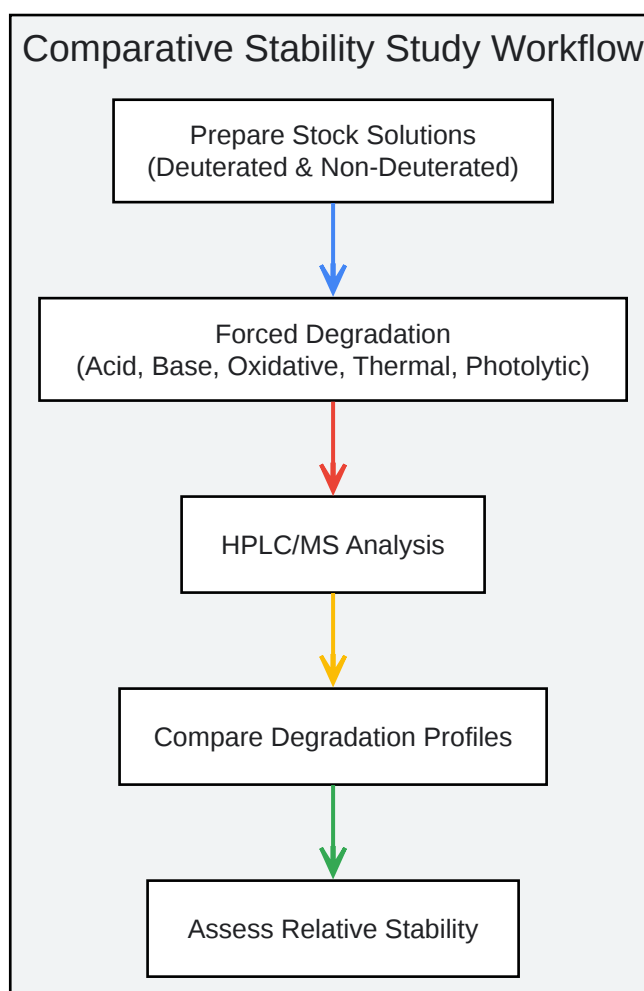 Comparative Stability Study Workflow
Prepare Stock Solutions
(Deuterated & Non-Deuterated)
Forced Degradation
(Acid, Base, Oxidative, Thermal, Photolytic)
HPLC/MS Analysis
Compare Degradation Profiles
Assess Relative Stability